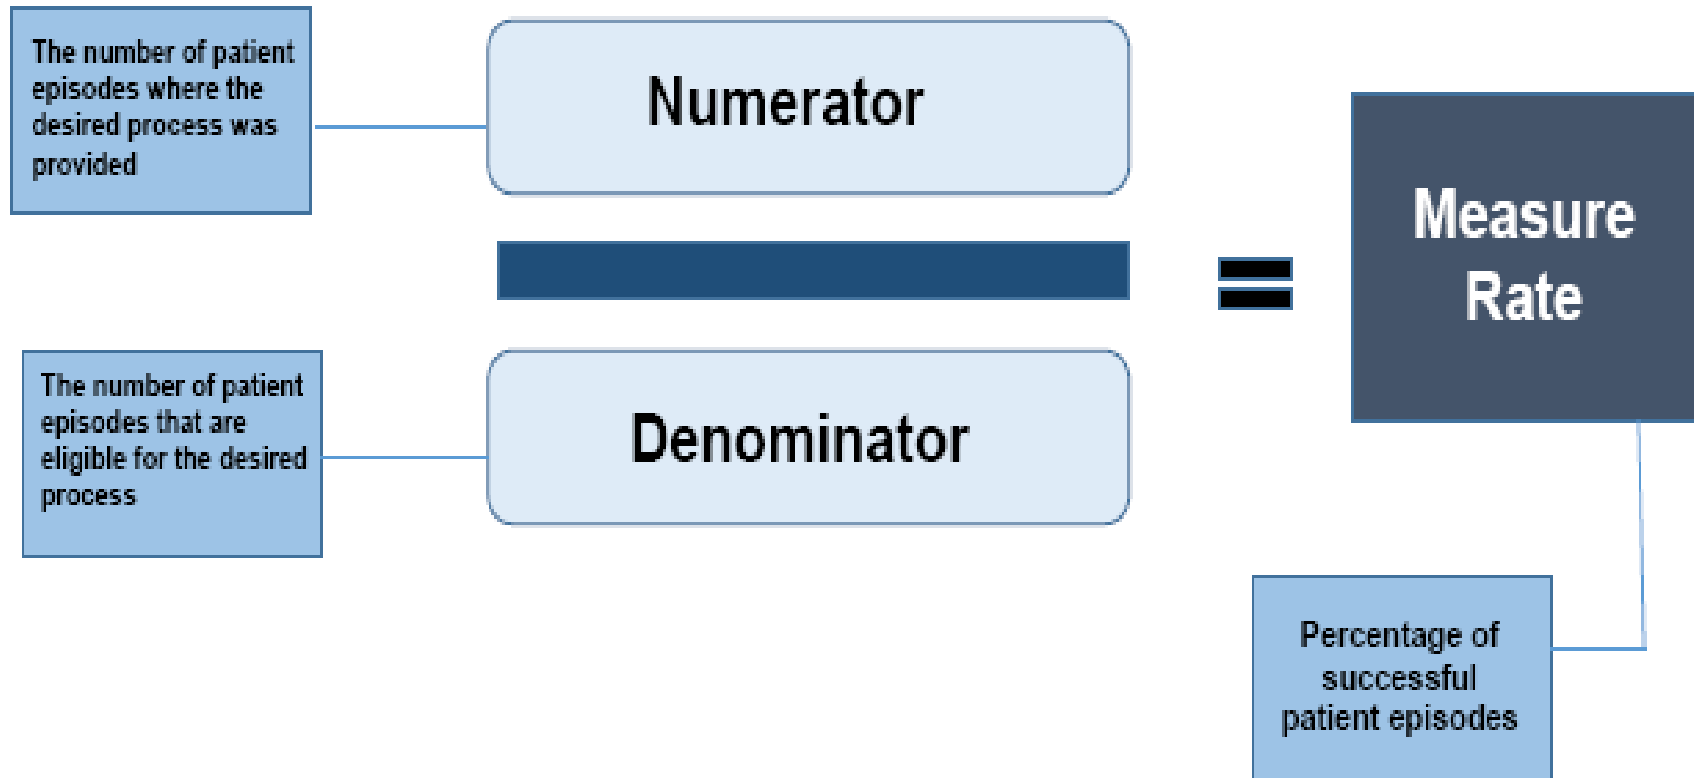 The number of patient
episodes where the
desired process was
provided
Numerator
Measure
Rate
The number of patient
episodes that are
eligible for the desired
process
Denominator
=
Percentage of
successful
patient episodes